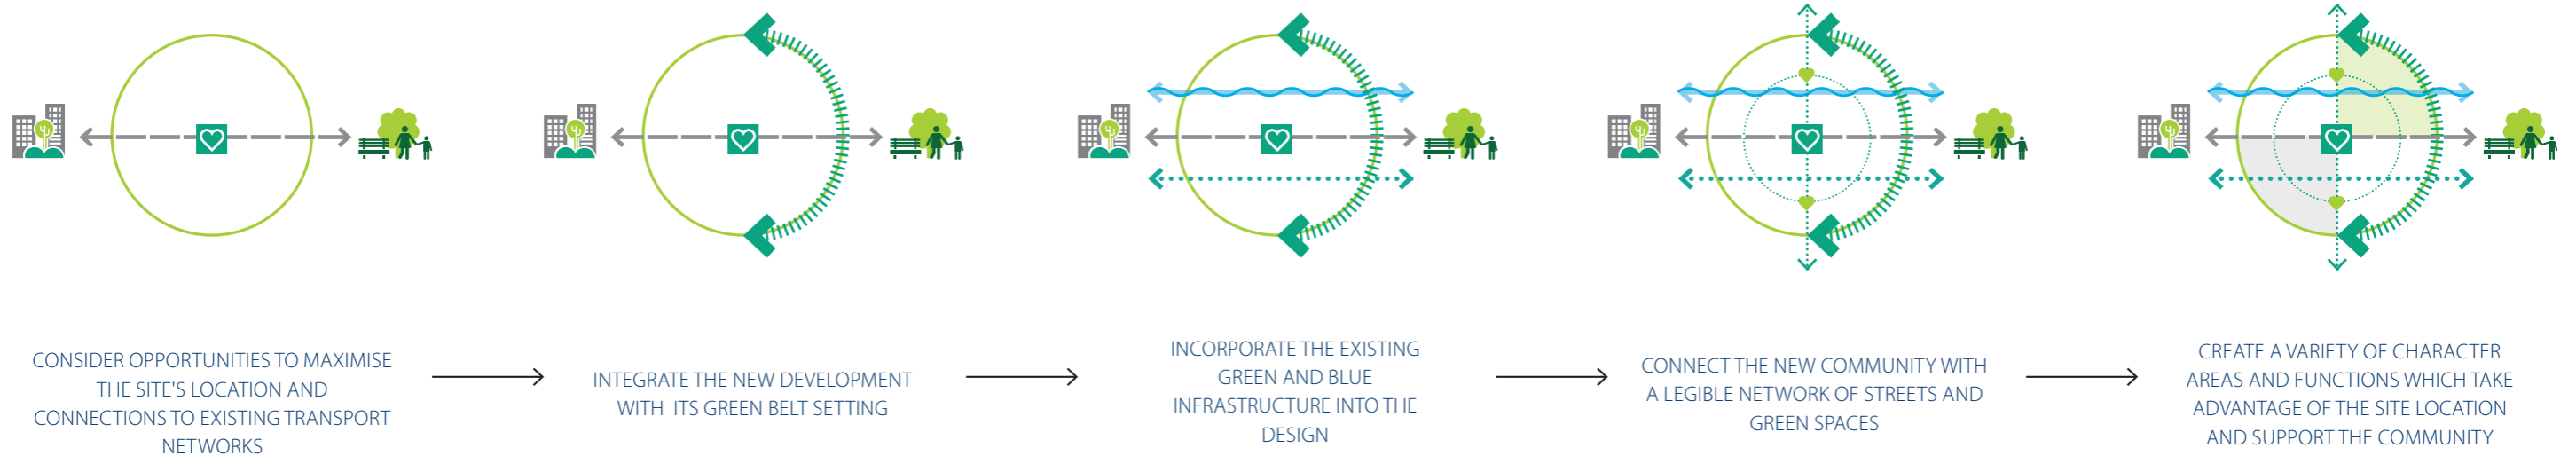 CONSIDER OPPORTUNITIES TO MAXIMISE
THE SITE'S LOCATION AND
CONNECTIONS TO EXISTING TRANSPORT
NETWORKS
INTEGRATE THE NEW DEVELOPMENT
WITH ITS GREEN BELT SETTING
INCORPORATE THE EXISTING
GREEN AND BLUE
INFRASTRUCTURE INTO THE
DESIGN
CONNECT THE NEW COMMUNITY WITH
A LEGIBLE NETWORK OF STREETS AND
GREEN SPACES
CREATE A VARIETY OF CHARACTER
AREAS AND FUNCTIONS WHICH TAKE
ADVANTAGE OF THE SITE LOCATION
AND SUPPORT THE COMMUNITY